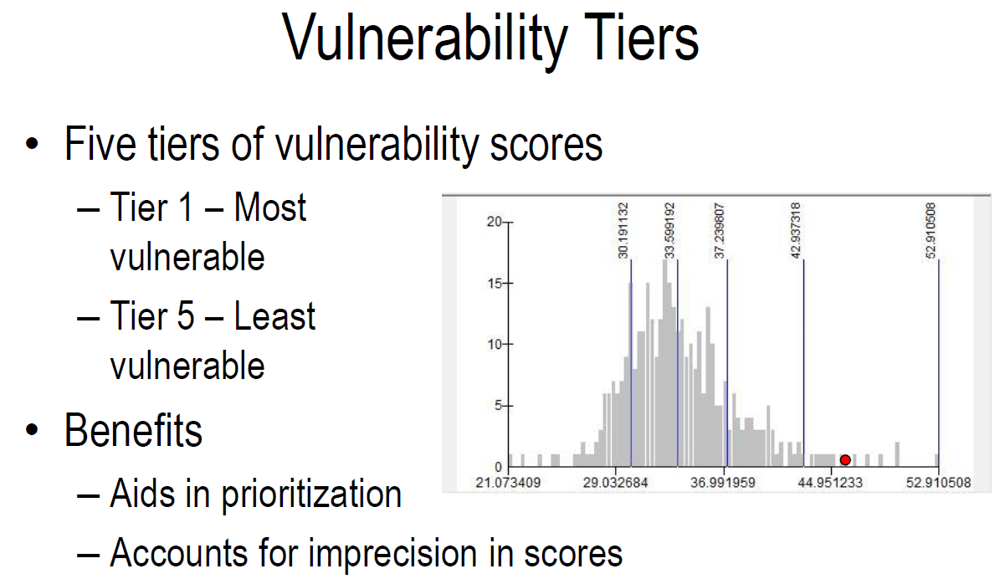 Vulnerability Tiers
• Five tiers of vulnerability scores
– Tier 1 – Most
vulnerable
– Tier 5 – Least
vulnerable
• Benefits
– Aids in prioritization
– Accounts for imprecision in scores
30.191132
33.599192
37.239807
42.937318
52.910508
20
15
10
5
0
21.073409 29.032684 36.991959 44.951233 52.910508